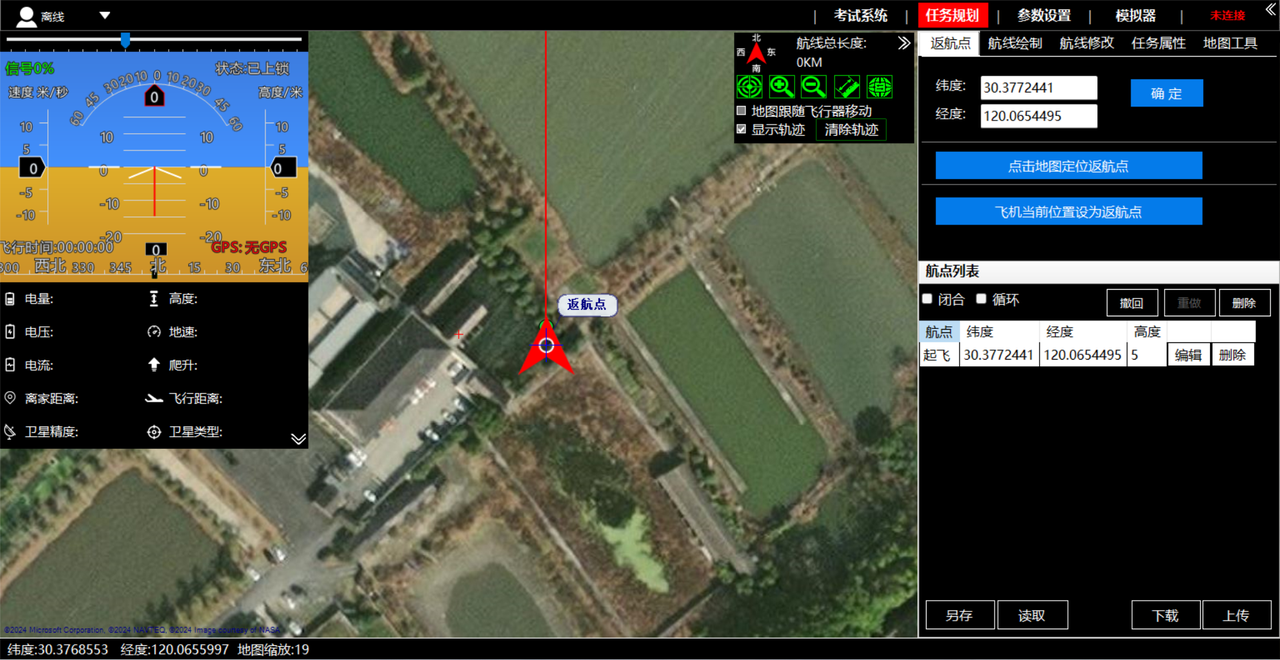 离线
考试系统
任务规划
参数设置
模拟器
未连接
信号0%
状态:已上锁
速度 米/秒
高度/米
60 45 30 20 10 0 10 20 30 45 60
0
10 5 0 -5 -10
10 0 -10 -20
10 0 -10 -20
10 5 0 -5 -10
飞行时间:00:00:00
0
GPS: 无GPS
300 西北 330 345 北 15 30 东北 6
电量:
高度:
电压:
地速:
电流:
爬升:
离家距离:
飞行距离:
卫星精度:
卫星类型:
返航点
北
西
东
南
航线总长度:
0KM
地图跟随飞行器移动
显示轨迹
清除轨迹
©2024 Microsoft Corporation, ©2024 NASTEQ, ©2024 Image courtesy of NASA
返航点
航线绘制
航线修改
任务属性
地图工具
纬度: 30.3772441
确 定
经度: 120.0654495
点击地图定位返航点
飞机当前位置设为返航点
航点列表
闭合
循环
撤回
重做
删除
航点 纬度 经度 高度
起飞 30.3772441 120.0654495 5 编辑 删除
另存
读取
下载
上传
纬度:30.3768553 经度:120.0655997 地图缩放:19